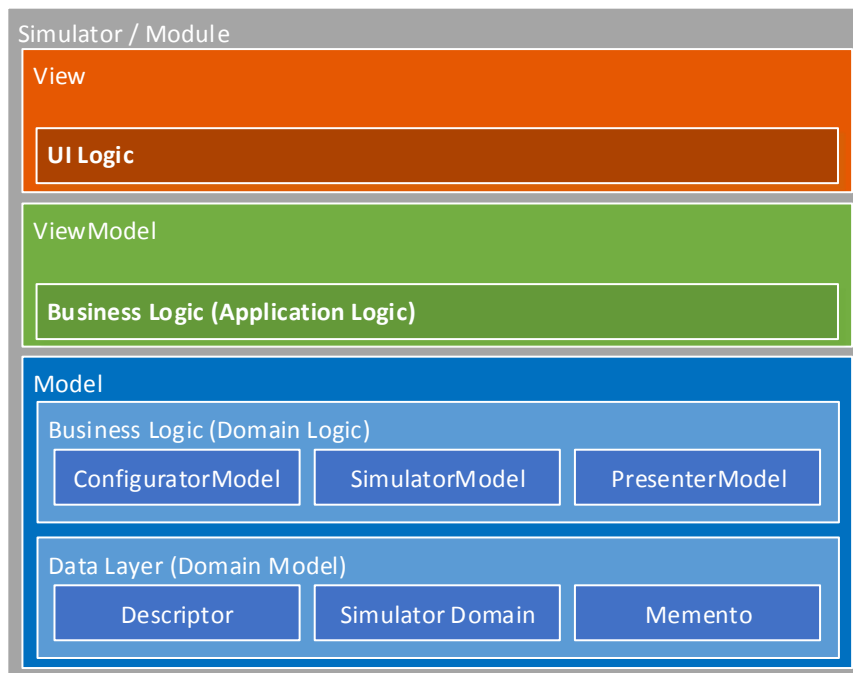 Simulator / Module
View
UI Logic
ViewModel
Business Logic (Application Logic)
Model
Business Logic (Domain Logic)
ConfiguratorModel
SimulatorModel
PresenterModel
Data Layer (Domain Model)
Descriptor
Simulator Domain
Memento